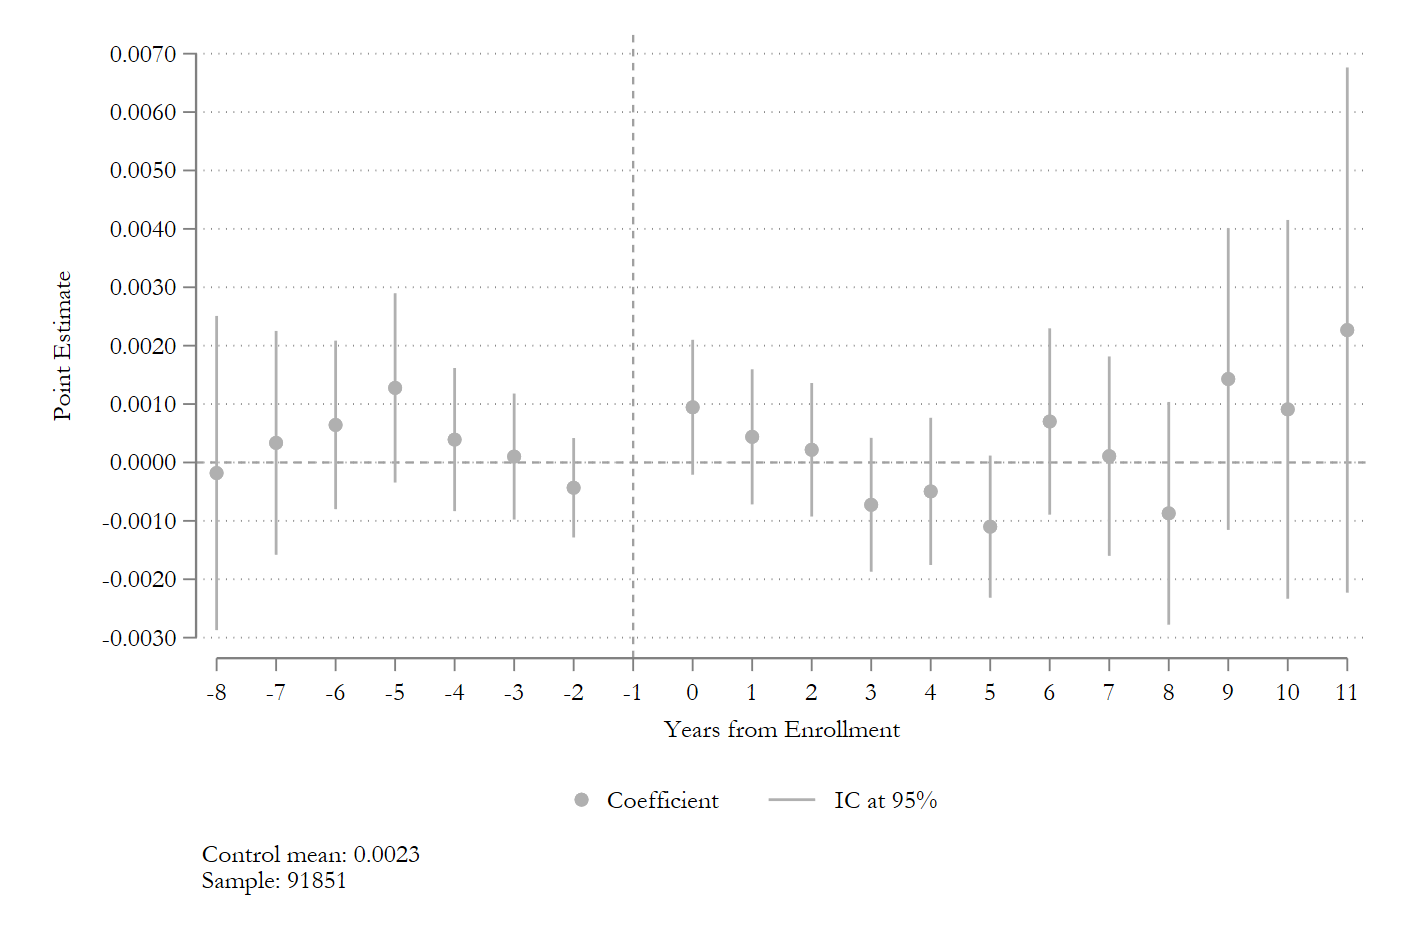 0.0070
0.0060
0.0050
0.0040
0.0030
0.0020
0.0010
0.0000
-0.0010
-0.0020
-0.0030
Point Estimate
-8 -7 -6 -5 -4 -3 -2 -1 0 1 2 3 4 5 6 7 8 9 10 11
Years from Enrollment
Coefficient IC at 95%
Control mean: 0.0023
Sample: 91851